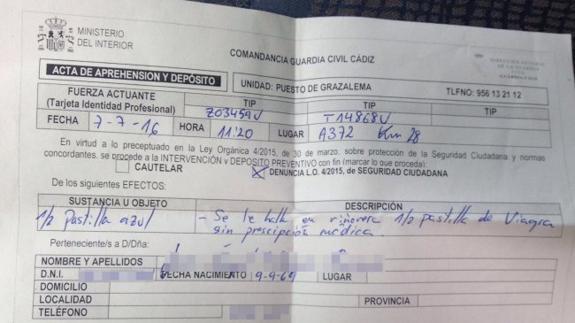 MINISTERIO
DEL INTERIOR
COMANDANCIA GUARDIA CIVIL CÁDIZ
ACTA DE APREHENSION Y DEPÓSITO
UNIDAD: PUESTO DE GRAZALEMA
TLFNO: 956 13 21 12
FUERZA ACTUANTE
(Tarjeta Identidad Profesional)
TIP TIP TIP
Z03459V T14868V
FECHA 7-7-16 HORA 11'20 LUGAR A372 Km 28
En virtud a lo preceptuado en la Ley Orgánica 4/2015, de 30 de marzo, sobre protección de la Seguridad Ciudadana y normas
concordantes, se procede a la INTERVENCIÓN y DEPÓSITO PREVENTIVO con fin (marcar lo que proceda):
CAUTELAR DENUNCIA L.O. 4/2015, de SEGURIDAD CIUDADANA
De los siguientes EFECTOS:
SUSTANCIA U OBJETO DESCRIPCIÓN
1/2 pastilla azul - Se le halla en riñonera 1/2 pastilla de Viagra
sin prescripción médica.
Perteneciente/s a D/Dña:
NOMBRE Y APELLIDOS
D.N.I. FECHA NACIMIENTO 9-9-69 LUGAR
DOMICILIO
LOCALIDAD PROVINCIA
TELÉFONO